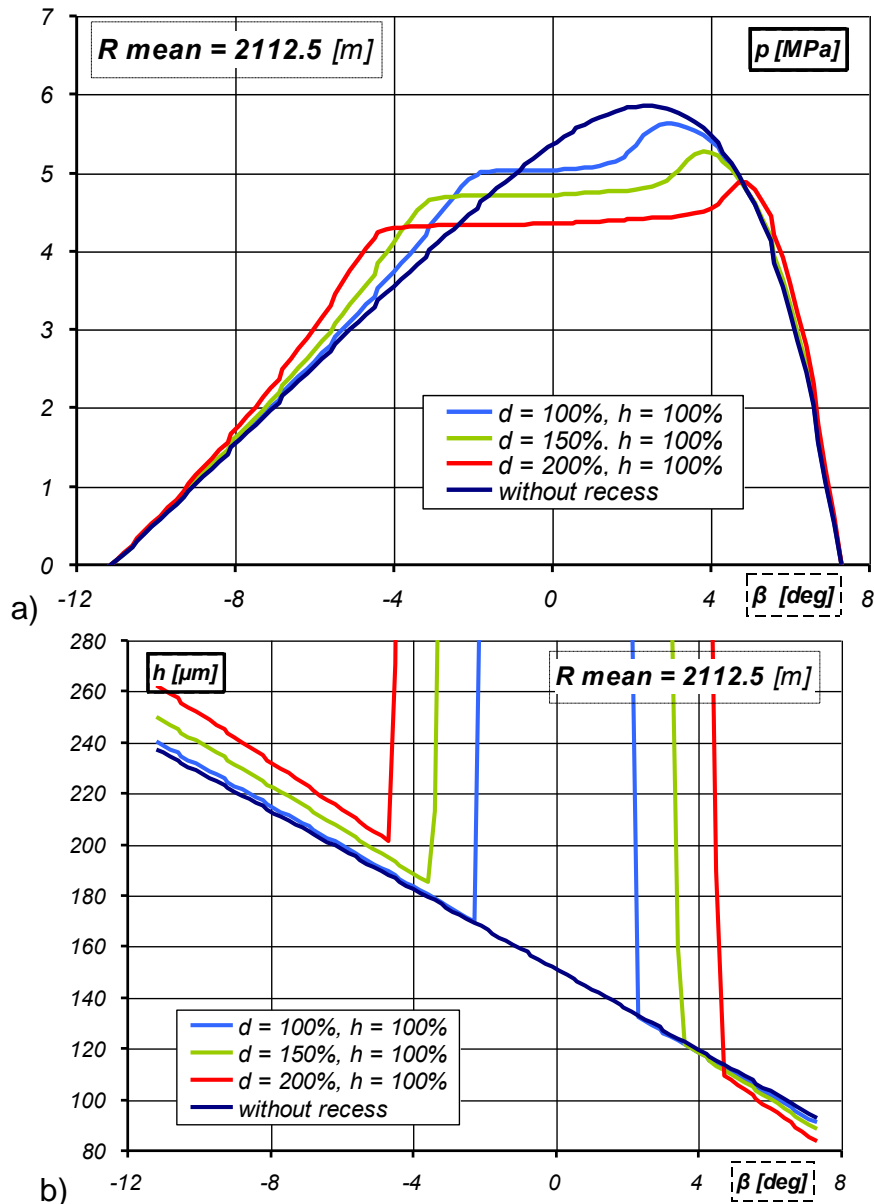 7
R mean = 2112.5 [m]
p [MPa]
6
5
4
3
2
1
0
d = 100%, h = 100%
d = 150%. h = 100%
d = 200%, h = 100%
without recess
-12
-8
-4
0
4
β [deg]
8
a)
280
h [µm]
R mean = 2112.5 [m]
260
240
220
200
180
160
140
120
100
80
d = 100%, h = 100%
d = 150%, h = 100%
d = 200%, h = 100%
without recess
-12
-8
-4
0
4
β [deg]
8
b)